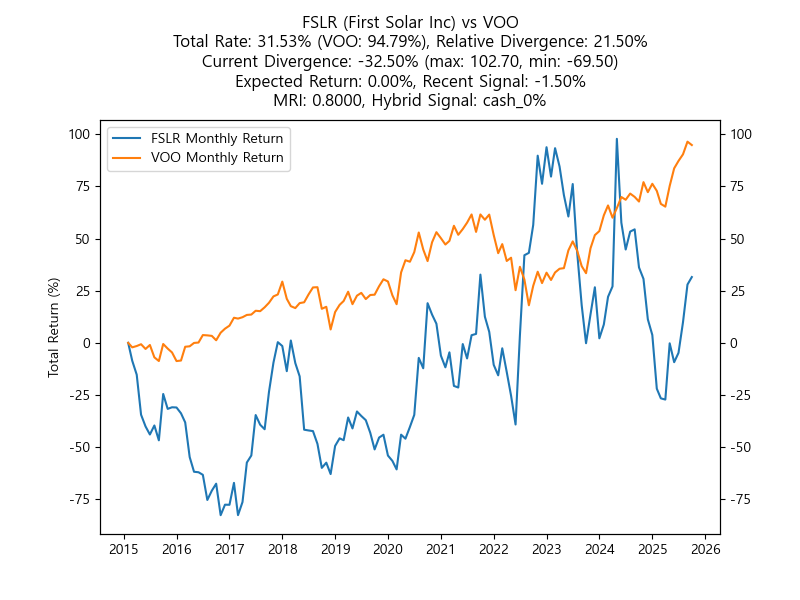 FSLR (First Solar Inc) vs VOO
Total Rate: 31.53% (VOO: 94.79%), Relative Divergence: 21.50%
Current Divergence: -32.50% (max: 102.70, min: -69.50)
Expected Return: 0.00%, Recent Signal: -1.50%
MRI: 0.8000, Hybrid Signal: cash_0%
FSLR Monthly Return
VOO Monthly Return
Total Return (%)
100
75
50
25
0
-25
-50
-75
100
75
50
25
0
-25
-50
-75
2015 2016 2017 2018 2019 2020 2021 2022 2023 2024 2025 2026